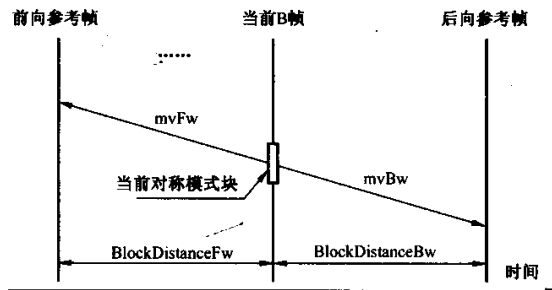 前向参考帧 当前B帧 后向参考帧
......
mvFw
当前对称模式块 mvBw
BlockDistanceFw BlockDistanceBw
时间